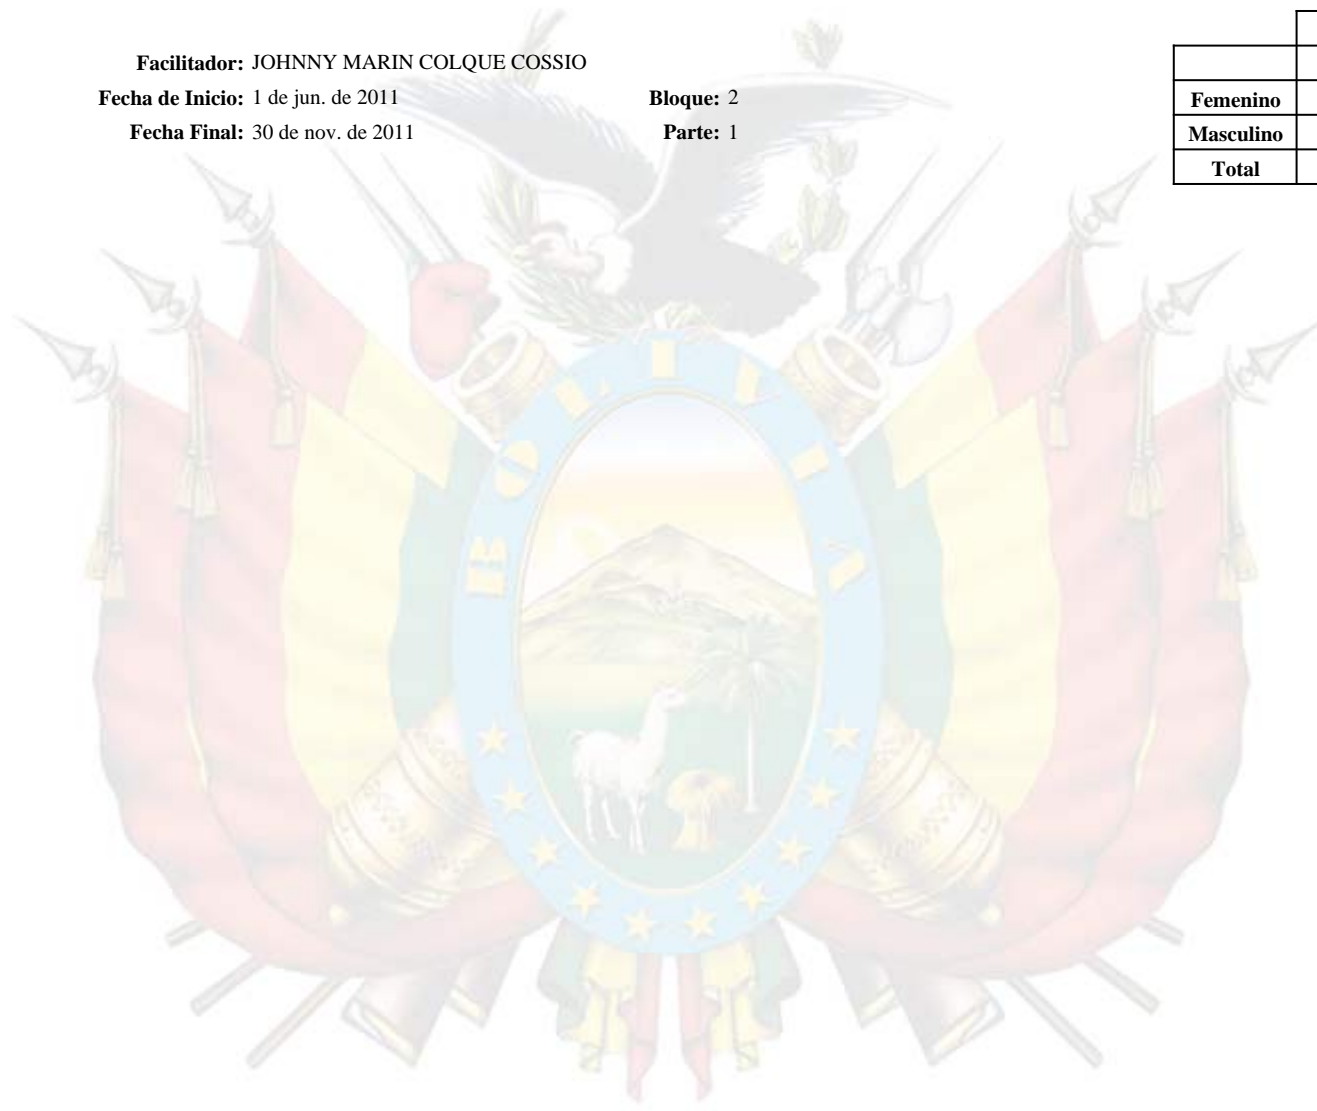 Facilitador: JOHNNY MARIN COLQUE COSSIO
Fecha de Inicio: 1 de jun. de 2011 Bloque: 2
Fecha Final: 30 de nov. de 2011 Parte: 1
Femenino
Masculino
Total
BOLIVIA